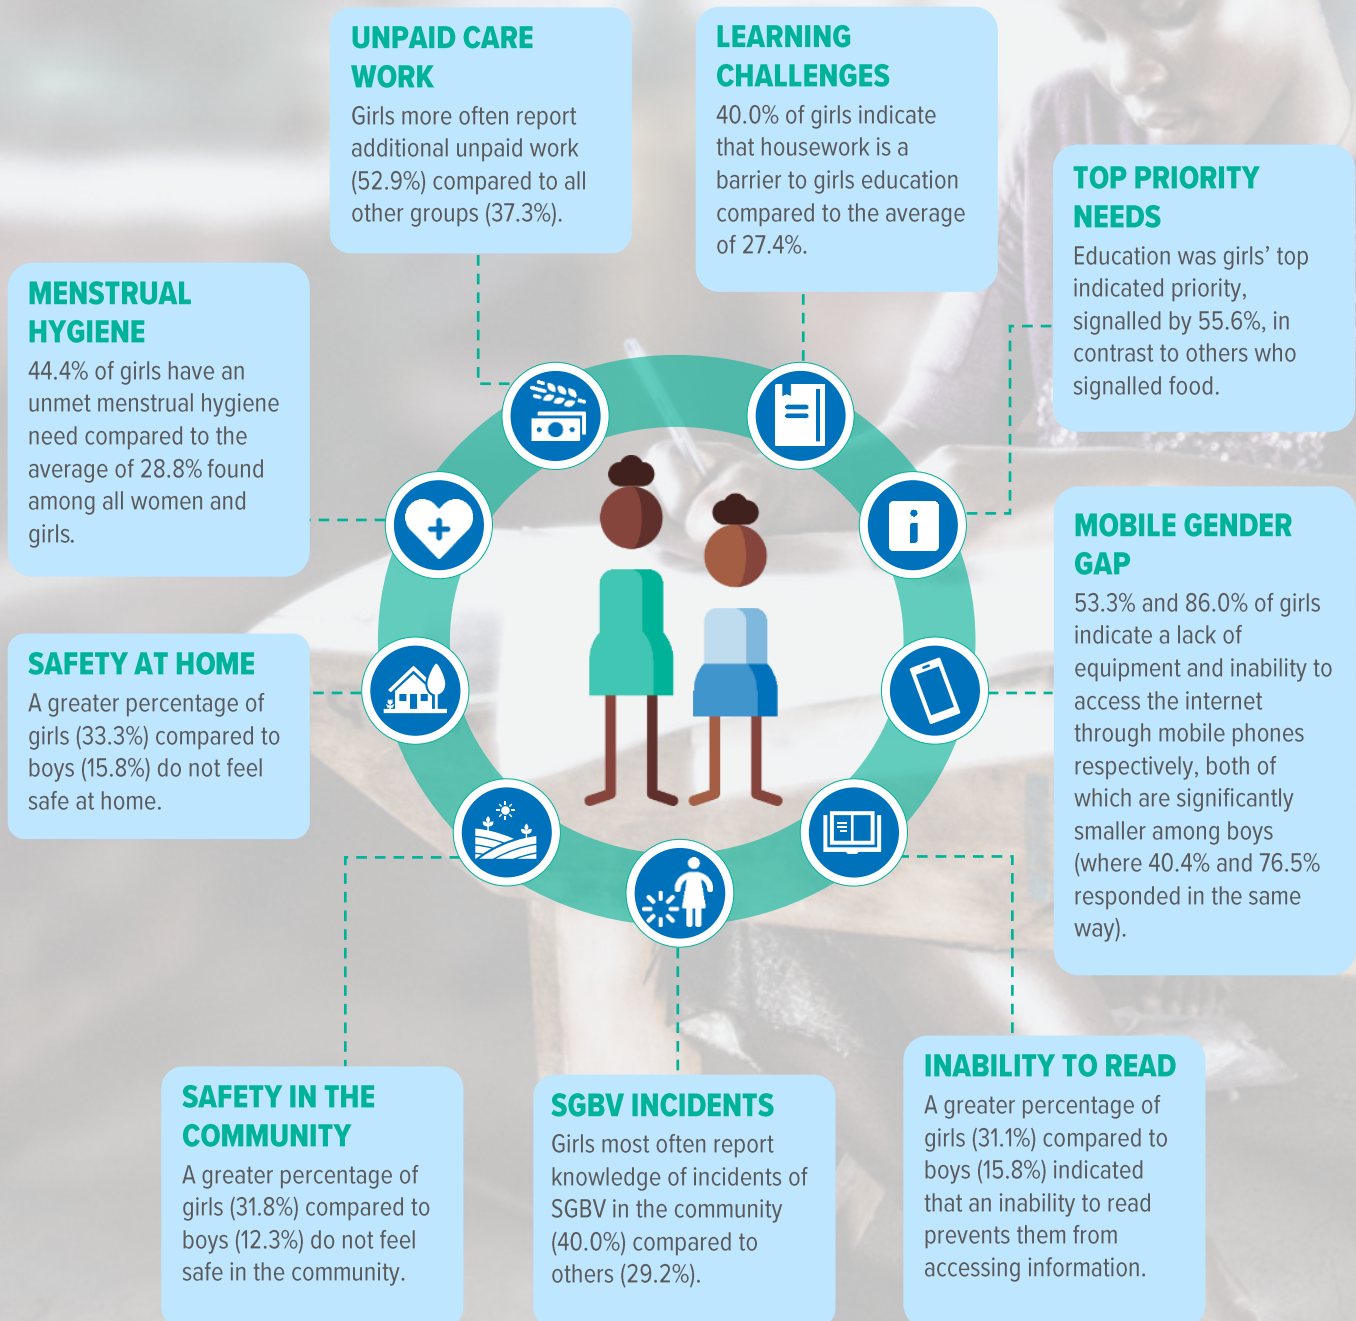 UNPAID CARE
WORK
Girls more often report
additional unpaid work
(52.9%) compared to all
other groups (37.3%).
LEARNING
CHALLENGES
40.0% of girls indicate
that housework is a
barrier to girls education
compared to the average
of 27.4%.
TOP PRIORITY
NEEDS
Education was girls’ top
indicated priority,
signalled by 55.6%, in
contrast to others who
signalled food.
MENSTRUAL
HYGIENE
44.4% of girls have an
unmet menstrual hygiene
need compared to the
average of 28.8% found
among all women and
girls.
MOBILE GENDER
GAP
53.3% and 86.0% of girls
indicate a lack of
equipment and inability to
access the internet
through mobile phones
respectively, both of
which are significantly
smaller among boys
(where 40.4% and 76.5%
responded in the same
way).
SAFETY AT HOME
A greater percentage of
girls (33.3%) compared to
boys (15.8%) do not feel
safe at home.
SAFETY IN THE
COMMUNITY
A greater percentage of
girls (31.8%) compared to
boys (12.3%) do not feel
safe in the community.
SGBV INCIDENTS
Girls most often report
knowledge of incidents of
SGBV in the community
(40.0%) compared to
others (29.2%).
INABILITY TO READ
A greater percentage of
girls (31.1%) compared to
boys (15.8%) indicated
that an inability to read
prevents them from
accessing information.